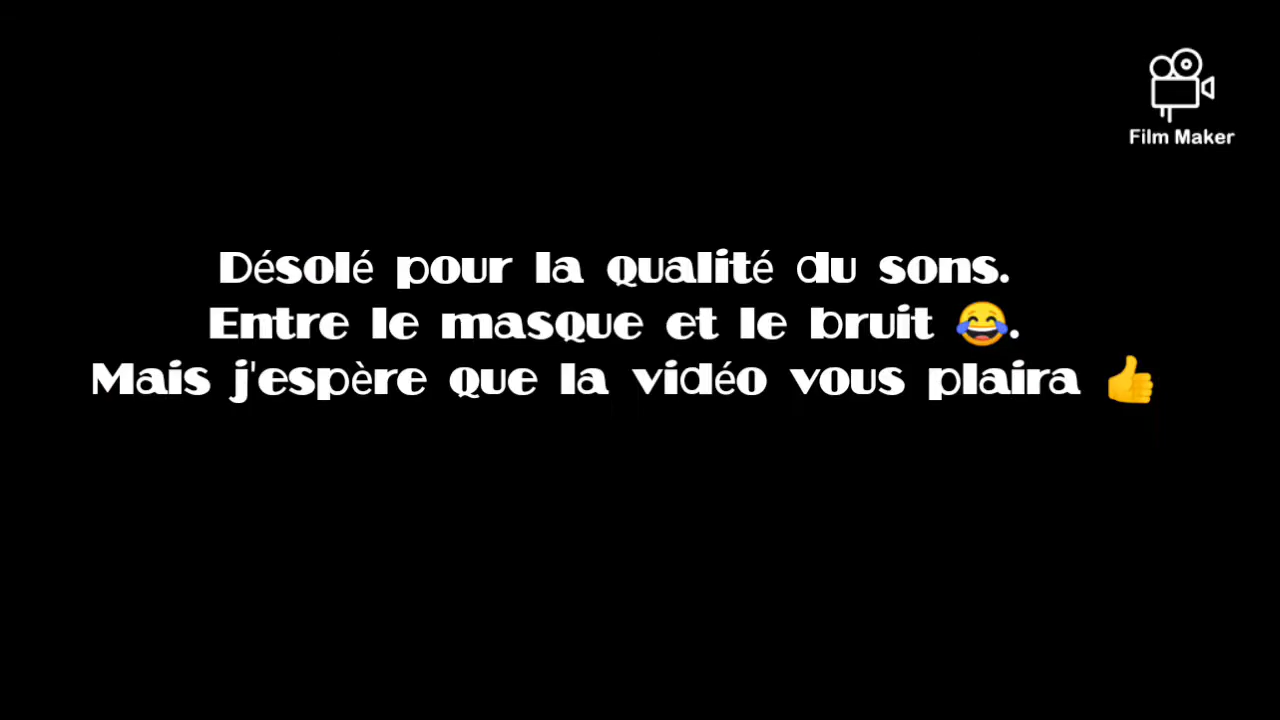 Film Maker
Désolé pour la qualité du sons.
Entre le masque et le bruit 😂.
Mais j'espère que la vidéo vous plaira 👍